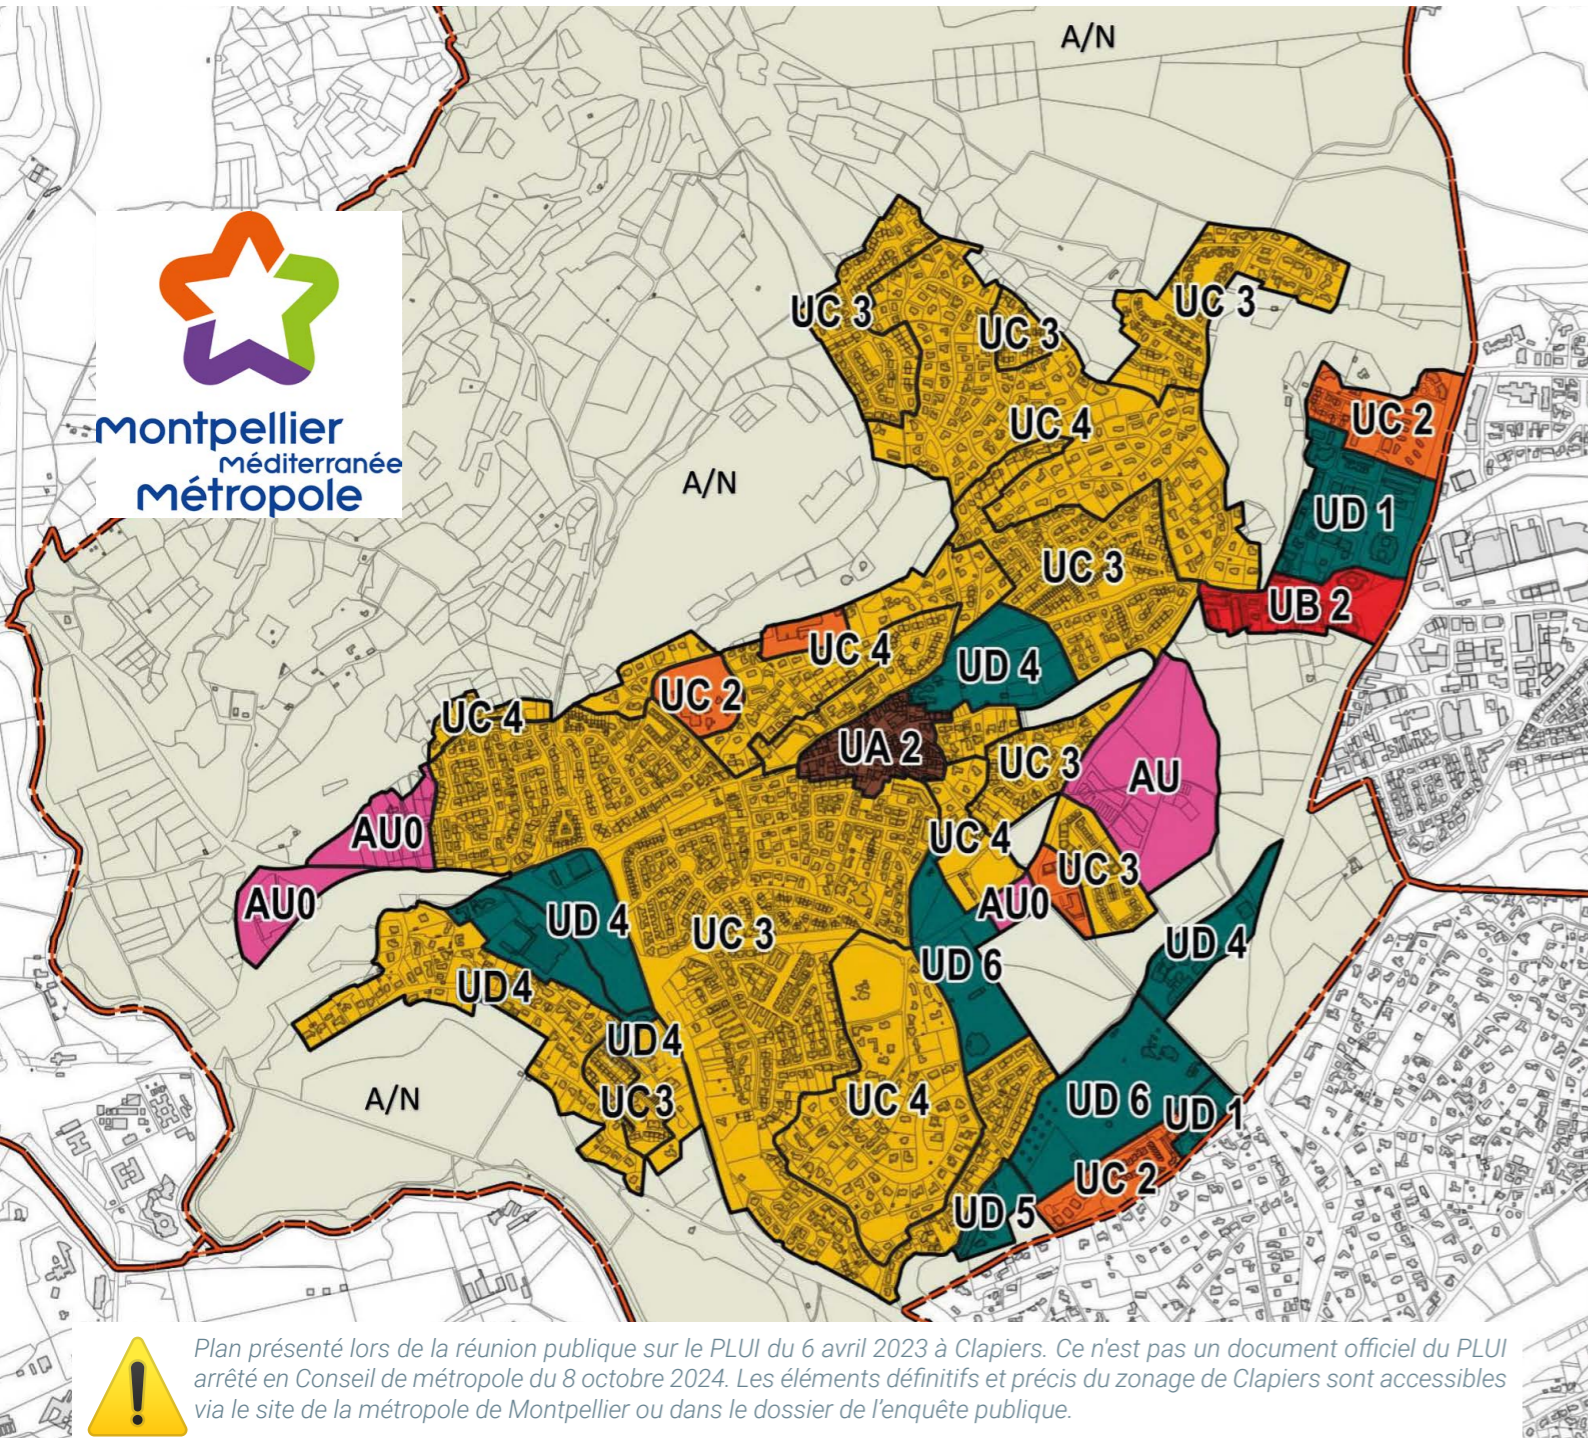 A/N
UC 3
UC 3
UC 3
UC 2
UC 4
montpellier
méditerranée
métropole
A/N
UD 1
UC 3
UB 2
UC 4
UD 4
UC 2
UC 4
UA 2
UC 3
AU
AU0
UC 4
UC 3
AU0
AU0
UD 4
UC 3
UD 4
UD 6
UD4
UD4
A/N
UC3
UC 4
UD 6
UD 1
UC 2
UD 5
Plan présenté lors de la réunion publique sur le PLUI du 6 avril 2023 à Clapiers. Ce n'est pas un document officiel du PLUI
arrêté en Conseil de métropole du 8 octobre 2024. Les éléments définitifs et précis du zonage de Clapiers sont accessibles
via le site de la métropole de Montpellier ou dans le dossier de l'enquête publique.